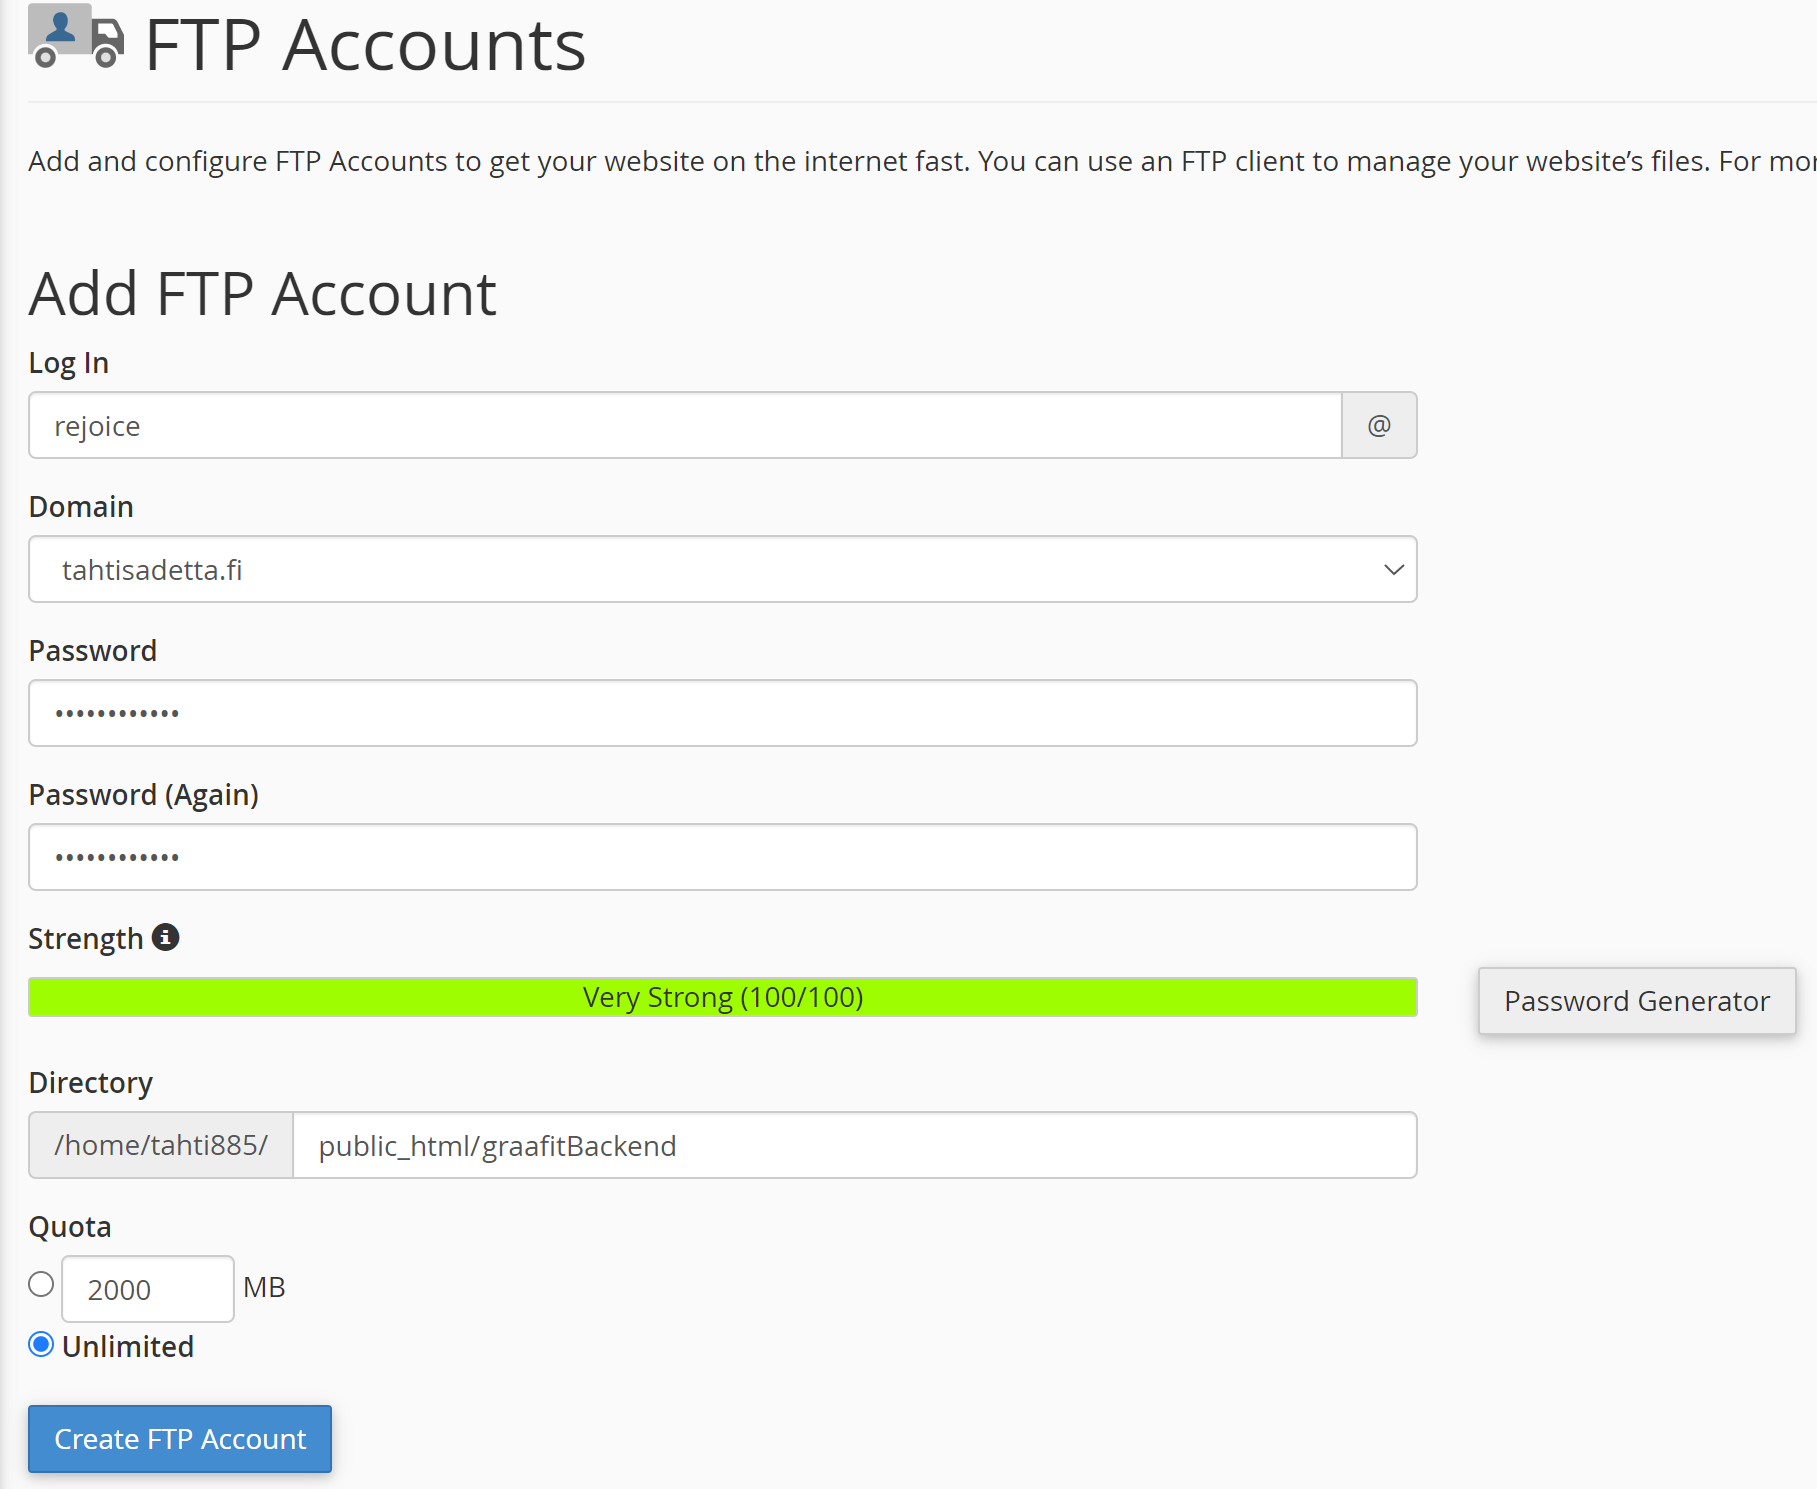 FTP Accounts
Add and configure FTP Accounts to get your website on the internet fast. You can use an FTP client to manage your website’s files. For
Add FTP Account
Log In
rejoice @
Domain
tahtisadetta.fi
Password
••••••••••••
Password (Again)
••••••••••••
Strength
Very Strong (100/100)
Password Generator
Directory
/home/tahti885/ public_html/graafitBackend
Quota
2000 MB
Unlimited
Create FTP Account